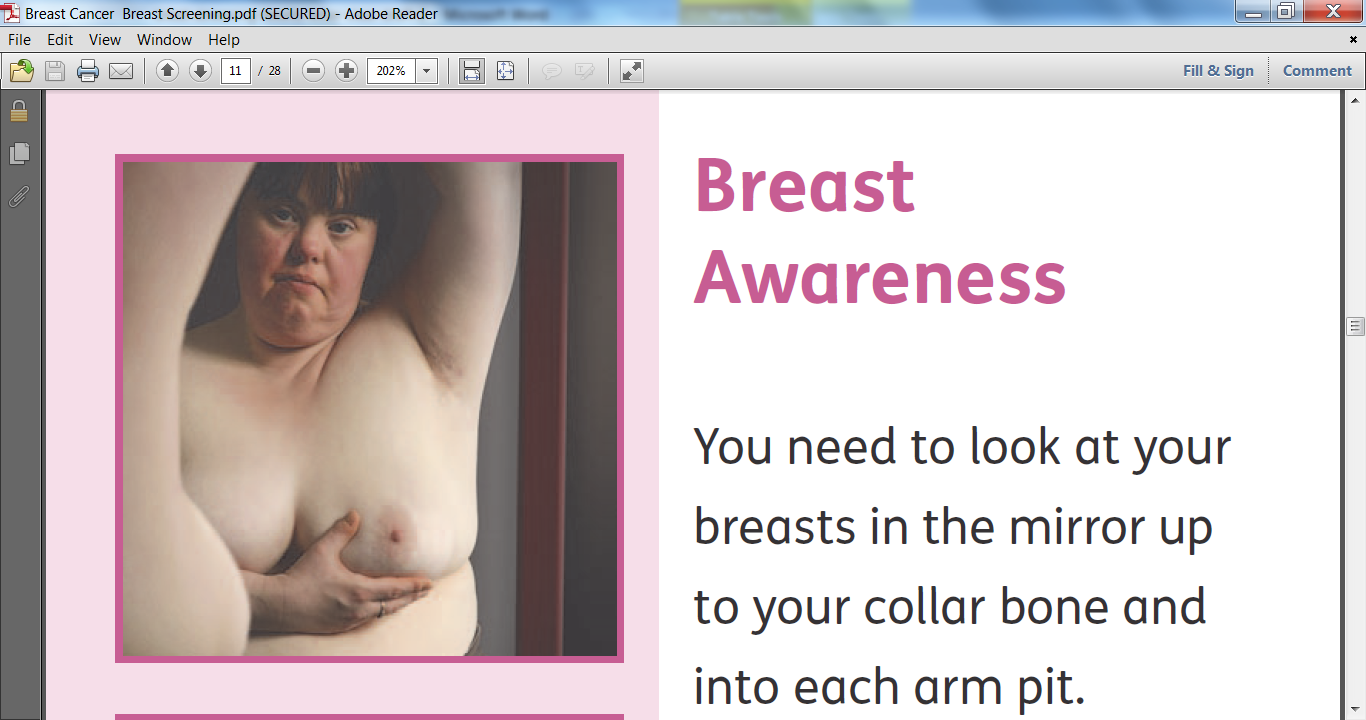 Breast Cancer  Breast Screening.pdf (SECURED) - Adobe Reader
File Edit View Window Help
11 / 28 202% Fill & Sign Comment
Breast
Awareness
You need to look at your
breasts in the mirror up
to your collar bone and
into each arm pit.